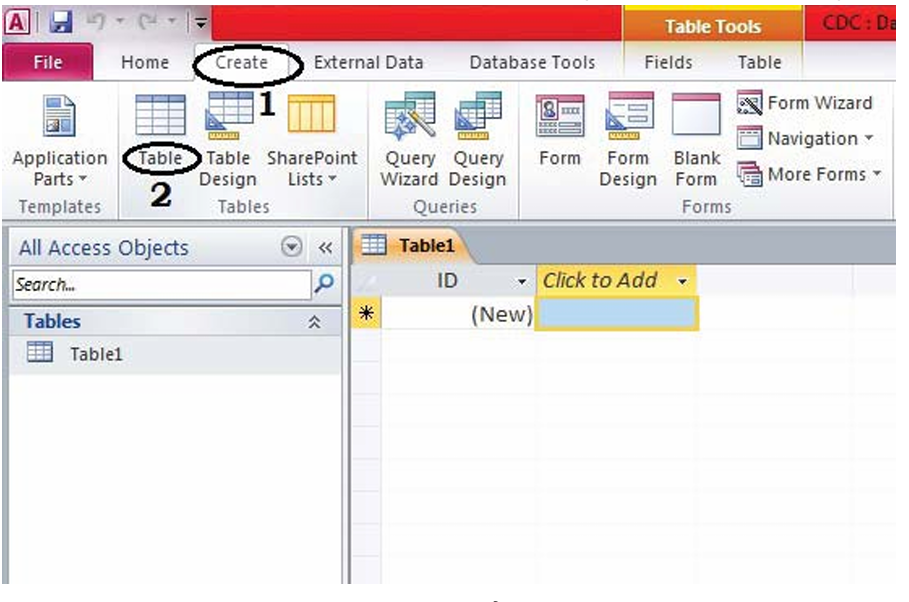 A
Table Tools
CDC : Da
File Home Create External Data Database Tools Fields Table
1
Application Parts
Table
2
Table Design
SharePoint Lists
Query Wizard
Query Design
Form
Form Design
Blank Form
Form Wizard
Navigation
More Forms
Templates Tables Queries Forms
All Access Objects «
Search...
Tables
Table1
Table1
ID Click to Add
* (New)